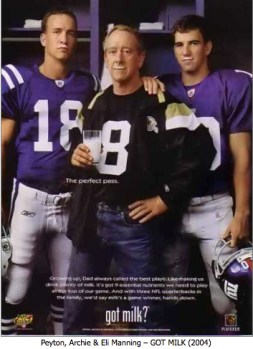 18
8
The perfect pass.
Growing up, Dad always called the best plays. Like making us
drink plenty of milk. It's got 9 essential nutrients we need to play
at the top of our game. And with three NFL quarterbacks in
the family, we'd say milk's a game winner, hands down.
got milk?
Peyton, Archie & Eli Manning – GOT MILK (2004)